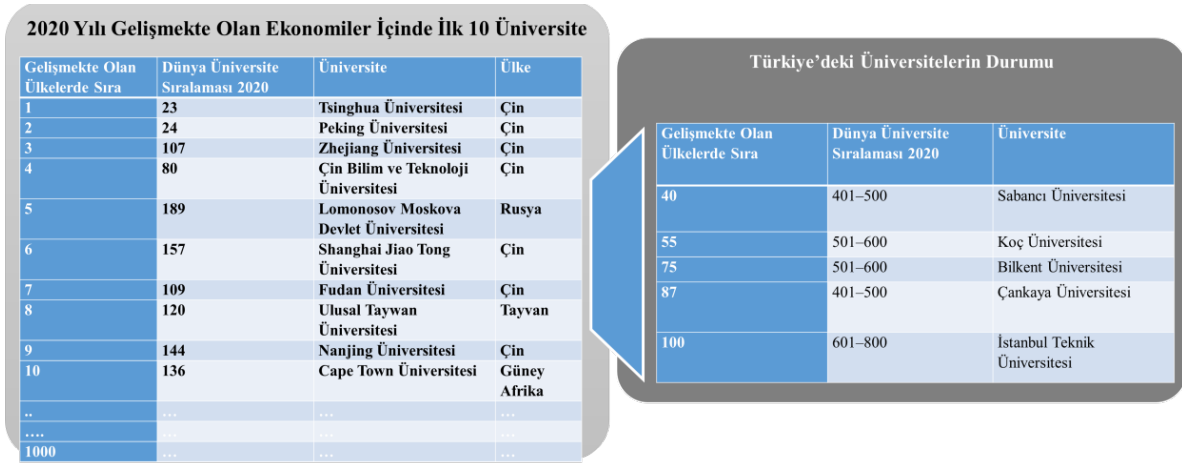 2020 Yılı Gelişmekte Olan Ekonomiler İçinde İlk 10 Üniversite
Gelişmekte Olan Ülkelerde Sıra Dünya Üniversite Sıralaması 2020 Üniversite Ülke
1 23 Tsinghua Üniversitesi Çin
2 24 Peking Üniversitesi Çin
3 107 Zhejiang Üniversitesi Çin
4 80 Çin Bilim ve Teknoloji Üniversitesi Çin
5 189 Lomonosov Moskova Devlet Üniversitesi Rusya
6 157 Shanghai Jiao Tong Üniversitesi Çin
7 109 Fudan Üniversitesi Çin
8 120 Ulusal Taywan Üniversitesi Tayvan
9 144 Nanjing Üniversitesi Çin
10 136 Cape Town Üniversitesi Güney Afrika
.. … … …
…. … … …
1000 … … …
Türkiye’deki Üniversitelerin Durumu
Gelişmekte Olan Ülkelerde Sıra Dünya Üniversite Sıralaması 2020 Üniversite
40 401–500 Sabancı Üniversitesi
55 501–600 Koç Üniversitesi
75 501–600 Bilkent Üniversitesi
87 401–500 Çankaya Üniversitesi
100 601–800 İstanbul Teknik Üniversitesi